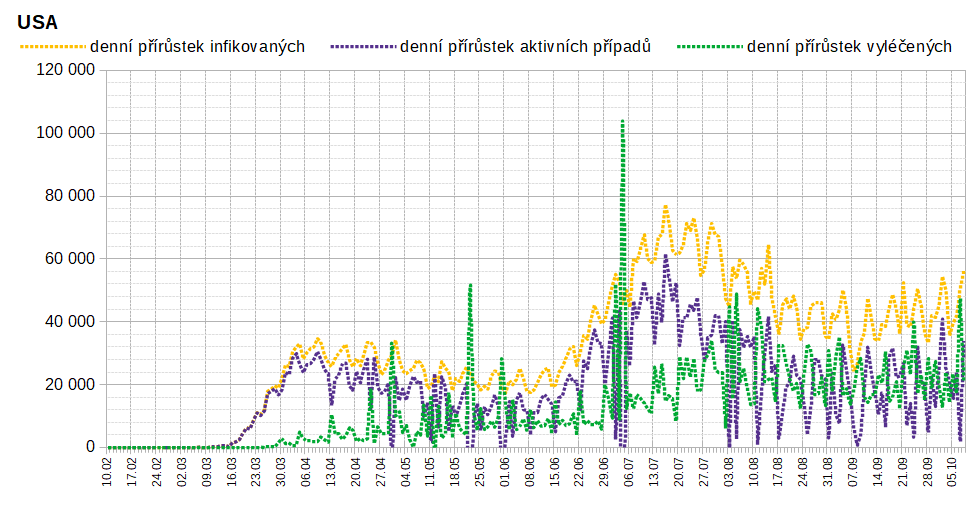 USA
denní přírůstek infikovaných denní přírůstek aktivních případů denní přírůstek vyléčených
120 000
100 000
80 000
60 000
40 000
20 000
0
10.02 17.02 24.02 02.03 09.03 16.03 23.03 30.03 06.04 13.04 20.04 27.04 04.05 11.05 18.05 25.05 01.06 08.06 15.06 22.06 29.06 06.07 13.07 20.07 27.07 03.08 10.08 17.08 24.08 31.08 07.09 14.09 21.09 28.09 05.10